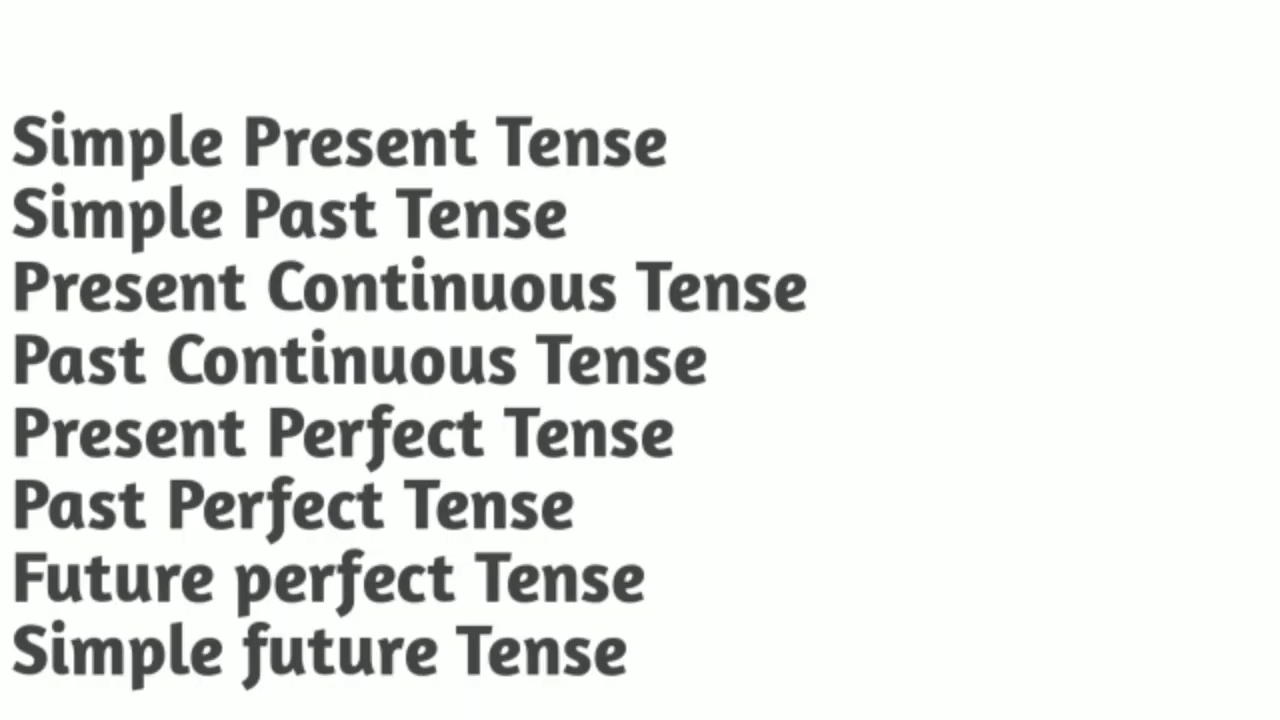 Simple Present Tense
Simple Past Tense
Present Continuous Tense
Past Continuous Tense
Present Perfect Tense
Past Perfect Tense
Future perfect Tense
Simple future Tense